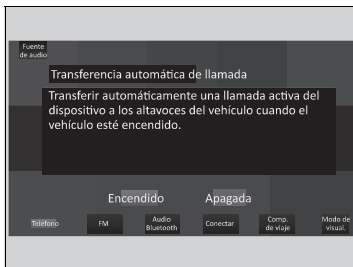 Fuente
de audio
Transferencia automática de llamada
Transferir automáticamente una llamada activa del
dispositivo a los altavoces del vehículo cuando el
vehículo esté encendido.
Encendido Apagada
Teléfono FM Audio Bluetooth Conectar Comp. de viaje Modo de visual.